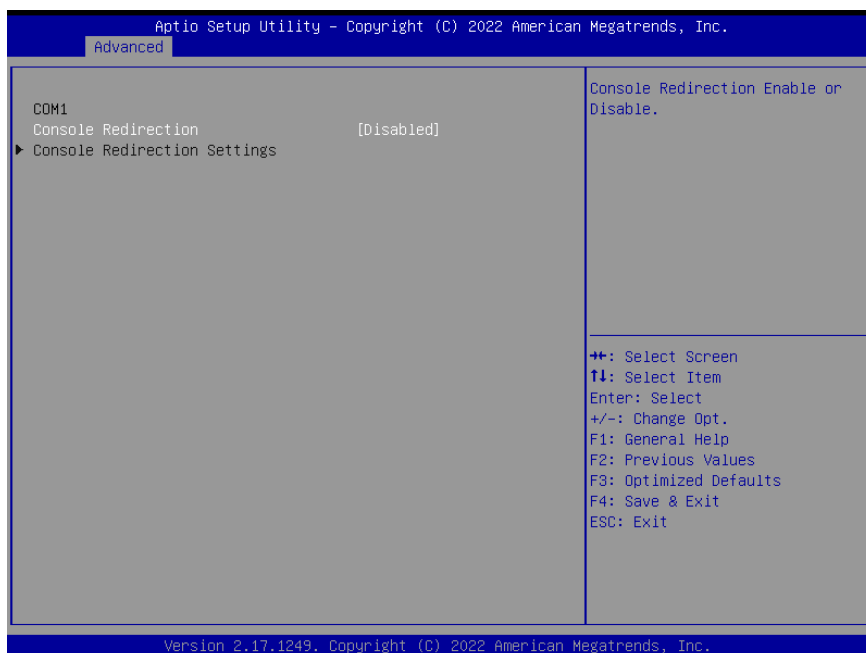 Aptio Setup Utility – Copyright (C) 2022 American Megatrends, Inc.
Advanced
COM1
Console Redirection [Disabled]
▶ Console Redirection Settings
Console Redirection Enable or
Disable.
→←: Select Screen
↑↓: Select Item
Enter: Select
+/-: Change Opt.
F1: General Help
F2: Previous Values
F3: Optimized Defaults
F4: Save & Exit
ESC: Exit
Version 2.17.1249. Copyright (C) 2022 American Megatrends, Inc.